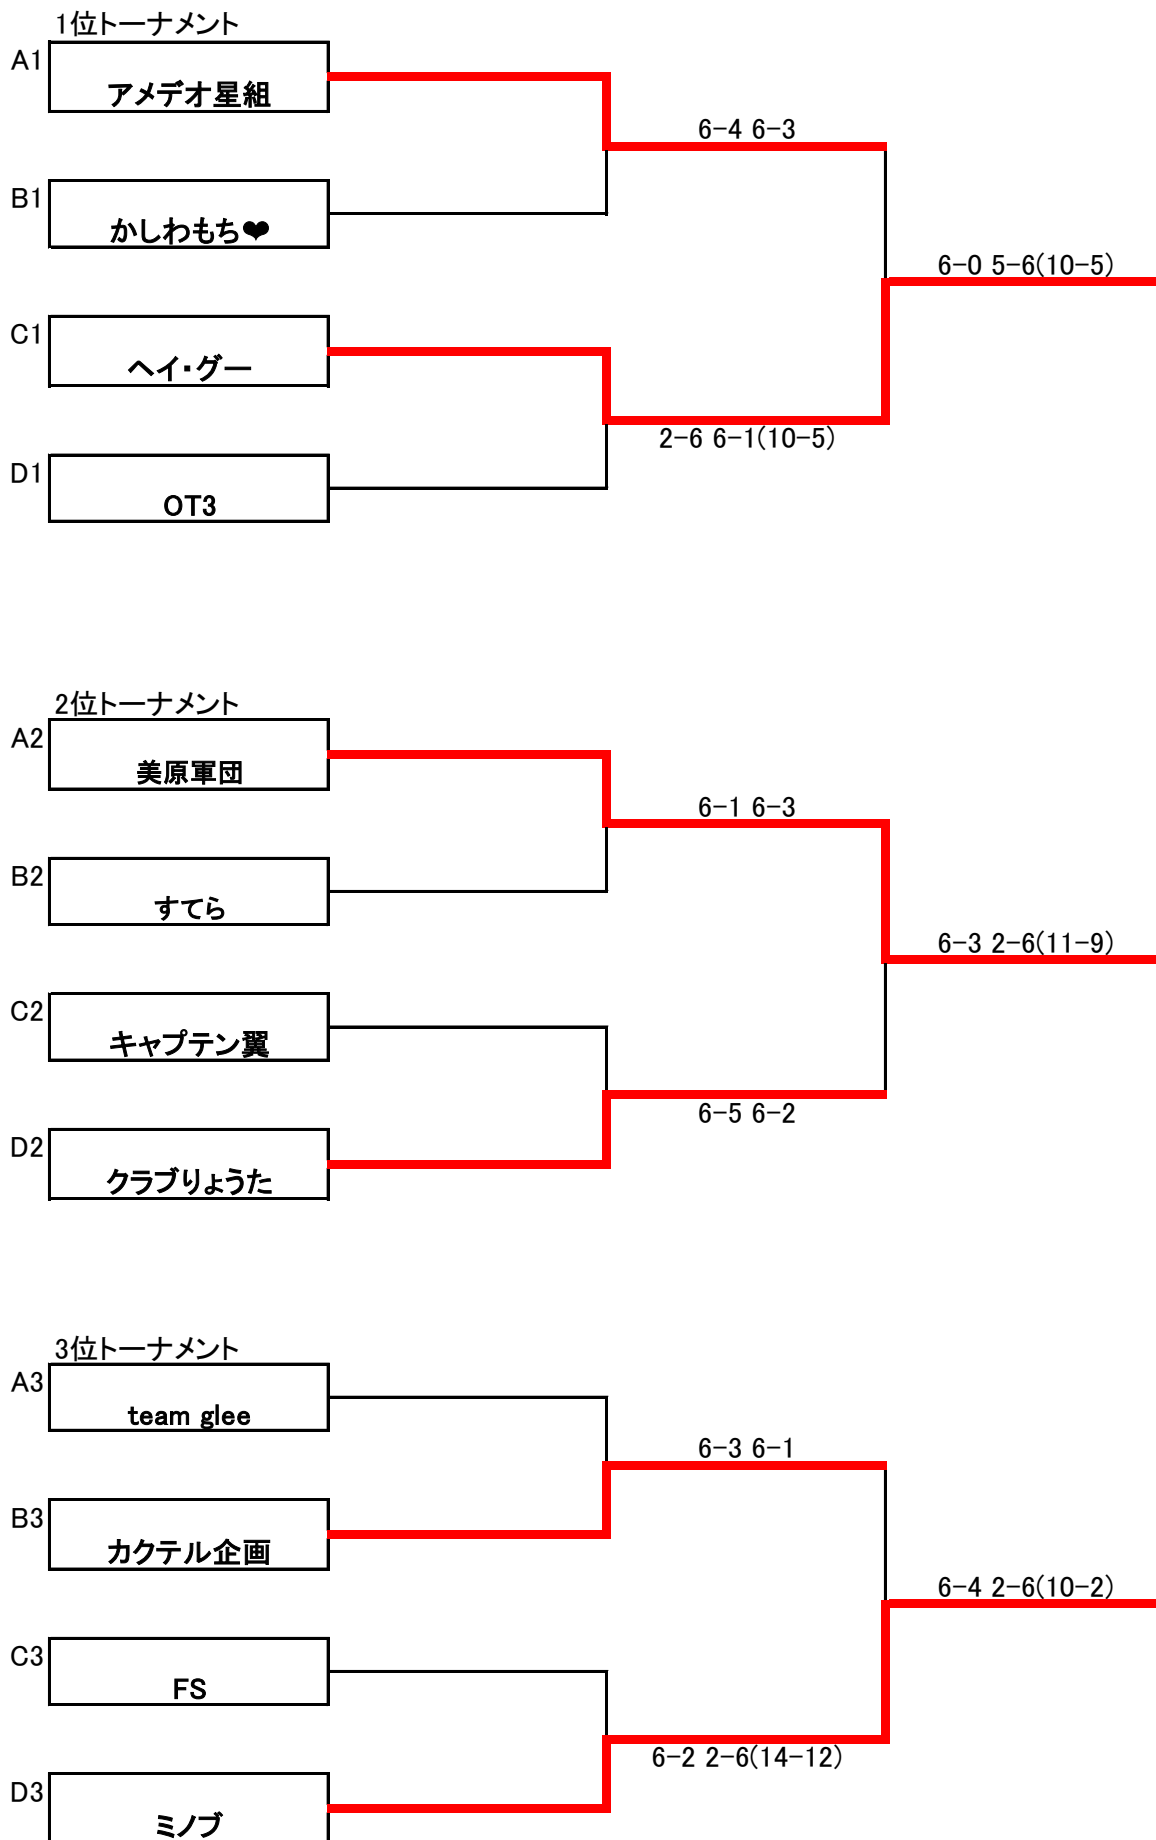 1位トーナメント
A1
アメデオ星組
6-4 6-3
B1
かしわもち❤
6-0 5-6(10-5)
C1
ヘイ・グー
2-6 6-1(10-5)
D1
OT3
2位トーナメント
A2
美原軍団
6-1 6-3
B2
すてら
6-3 2-6(11-9)
C2
キャプテン翼
6-5 6-2
D2
クラブりょうた
3位トーナメント
A3
team glee
6-3 6-1
B3
カクテル企画
6-4 2-6(10-2)
C3
FS
6-2 2-6(14-12)
D3
ミノブ